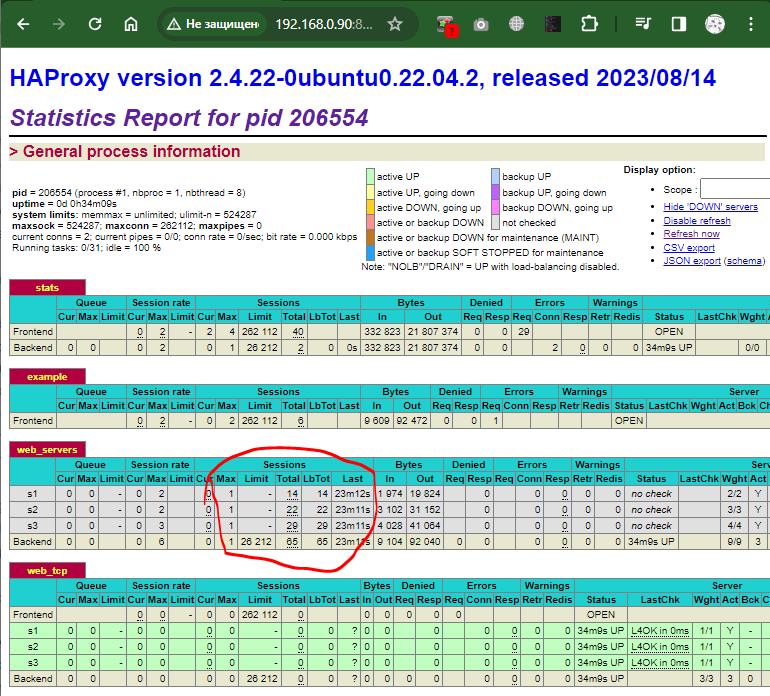 Не защищено 192.168.0.90:8...
?
HAProxy version 2.4.22-0ubuntu0.22.04.2, released 2023/08/14
Statistics Report for pid 206554
> General process information
pid = 206554 (process #1, nbproc = 1, nbthread = 8)
uptime = 0d 0h34m09s
system limits: memmax = unlimited; ulimit-n = 524287
maxsock = 524287; maxconn = 262112; maxpipes = 0
current conns = 2; current pipes = 0/0; conn rate = 0/sec; bit rate = 0.000 kbps
Running tasks: 0/31; idle = 100 %
active UP backup UP
active UP, going down backup UP, going down
active DOWN, going up backup DOWN, going up
active or backup DOWN not checked
active or backup DOWN for maintenance (MAINT)
active or backup SOFT STOPPED for maintenance
Note: "NOLB"/"DRAIN" = UP with load-balancing disabled.
Display option:
• Scope :
• Hide 'DOWN' servers
• Disable refresh
• Refresh now
• CSV export
• JSON export (schema)
stats
Queue Session rate Sessions Bytes Denied Errors Warnings
Cur Max Limit Cur Max Limit Cur Max Limit Total LbTot Last In Out Req Resp Req Conn Resp Retr Redis Status LastChk Wght
Frontend 0 2 - 2 4 262 112 40 332 823 21 807 374 0 0 29 OPEN
Backend 0 0 0 2 0 1 26 212 2 0 0s 332 823 21 807 374 0 0 2 0 0 0 34m9s UP 0/0
example
Queue Session rate Sessions Bytes Denied Errors Warnings Server
Cur Max Limit Cur Max Limit Cur Max Limit Total LbTot Last In Out Req Resp Req Conn Resp Retr Redis Status LastChk Wght Act Bck
Frontend 0 2 - 0 2 262 112 6 9 609 92 472 0 0 1 OPEN
web_servers
Queue Session rate Sessions Bytes Denied Errors Warnings
Cur Max Limit Cur Max Limit Cur Max Limit Total LbTot Last In Out Req Resp Req Conn Resp Retr Redis Status LastChk Wght Act
s1 0 0 - 0 2 0 1 - 14 14 23m12s 1 974 19 824 0 0 0 0 0 no check 2/2 Y
s2 0 0 - 0 2 0 1 - 22 22 23m11s 3 102 31 152 0 0 0 0 0 no check 3/3 Y
s3 0 0 - 0 3 0 1 - 29 29 23m11s 4 028 41 064 0 0 0 0 0 no check 4/4 Y
Backend 0 0 0 6 0 1 26 212 65 65 23m11s 9 104 92 040 0 0 0 0 0 0 34m9s UP 9/9 3
web_tcp
Queue Session rate Sessions Bytes Denied Errors Warnings Server
Cur Max Limit Cur Max Limit Cur Max Limit Total LbTot Last In Out Req Resp Req Conn Resp Retr Redis Status LastChk Wght Act Bck
Frontend 0 0 - 0 0 262 112 0 0 0 0 0 0 OPEN
s1 0 0 - 0 0 0 0 - 0 0 ? 0 0 0 0 0 0 0 34m9s UP L4OK in 0ms 1/1 Y -
s2 0 0 - 0 0 0 0 - 0 0 ? 0 0 0 0 0 0 0 34m9s UP L4OK in 0ms 1/1 Y -
s3 0 0 - 0 0 0 0 - 0 0 ? 0 0 0 0 0 0 0 34m9s UP L4OK in 0ms 1/1 Y -
Backend 0 0 0 0 0 0 26 212 0 0 ? 0 0 0 0 0 0 0 0 34m9s UP 3/3 3 0